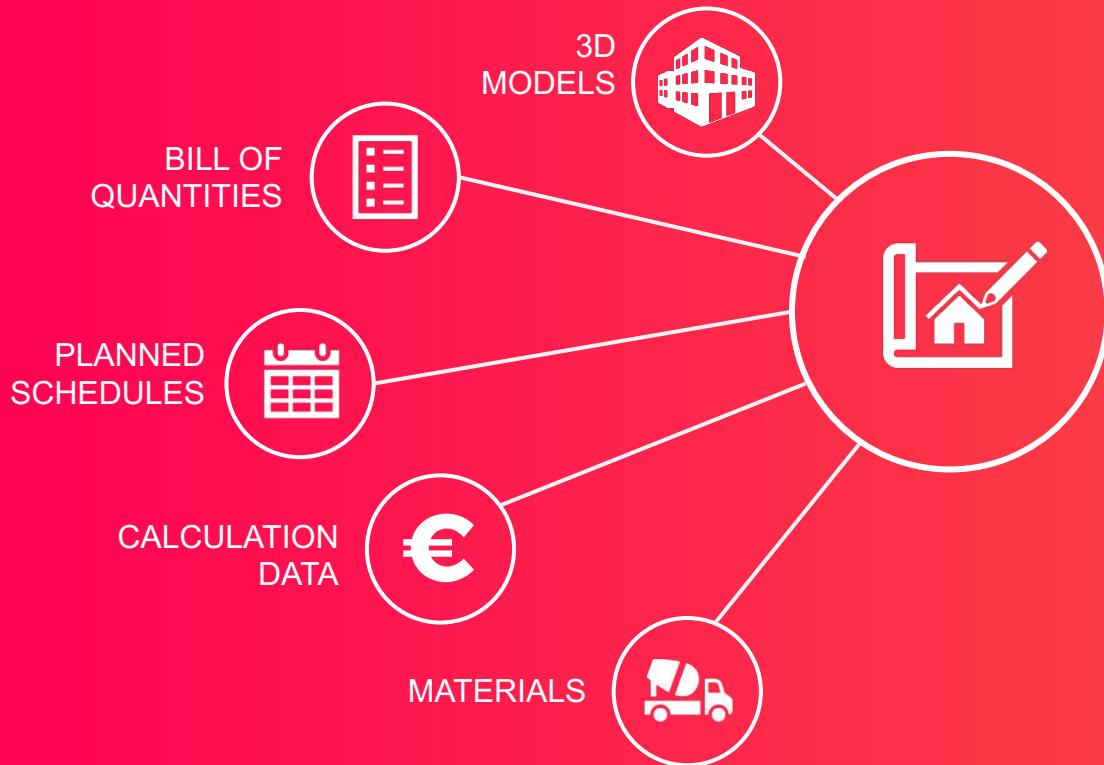 3D
MODELS
BILL OF
QUANTITIES
PLANNED
SCHEDULES
CALCULATION
DATA
MATERIALS